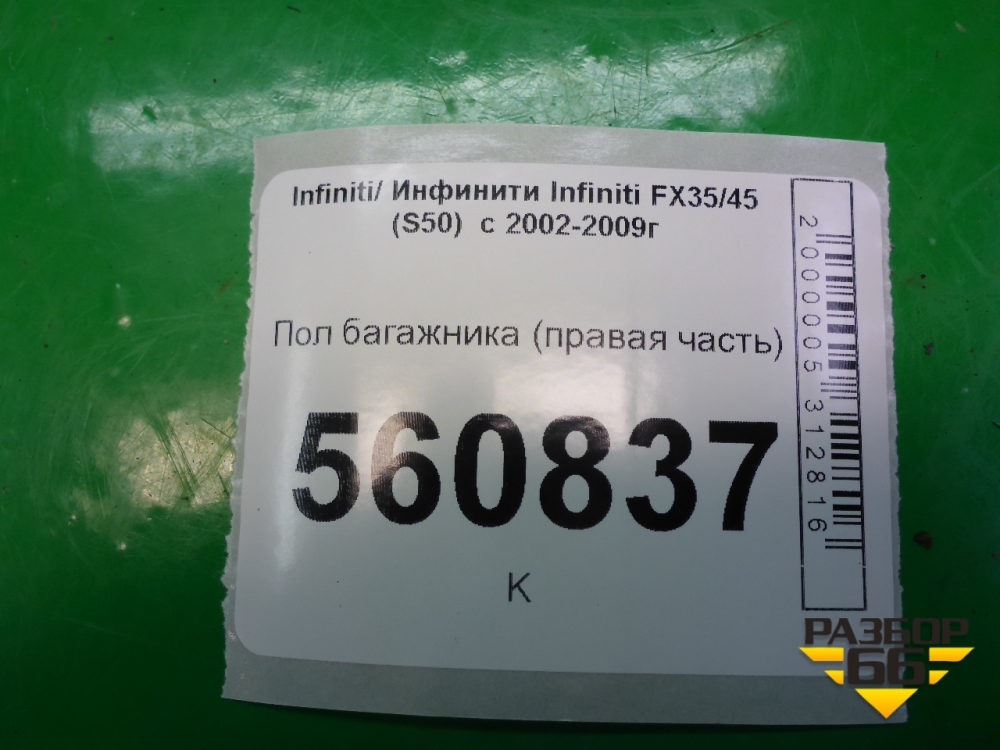 Infiniti/ Инфинити Infiniti FX35/45
(S50) с 2002-2009г
Пол багажника (правая часть)
560837
К
2000005312816
РАЗБОР
66